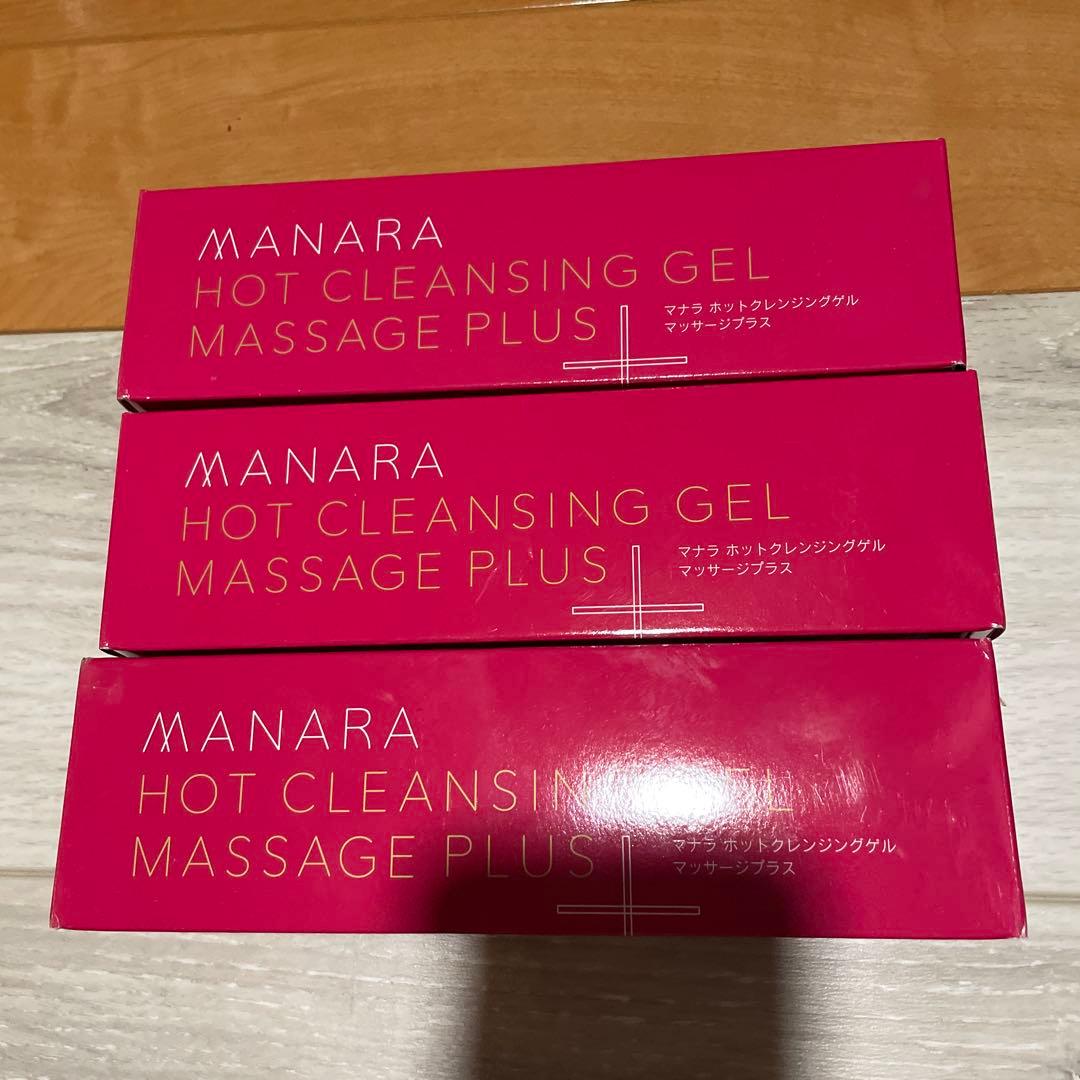 MANARA
HOT CLEANSING GEL
MASSAGE PLUS
マナラ ホットクレンジングゲル
マッサージプラス
MANARA
HOT CLEANSING GEL
MASSAGE PLUS
マナラ ホットクレンジングゲル
マッサージプラス
MANARA
HOT CLEANSING GEL
MASSAGE PLUS
マナラ ホットクレンジングゲル
マッサージプラス